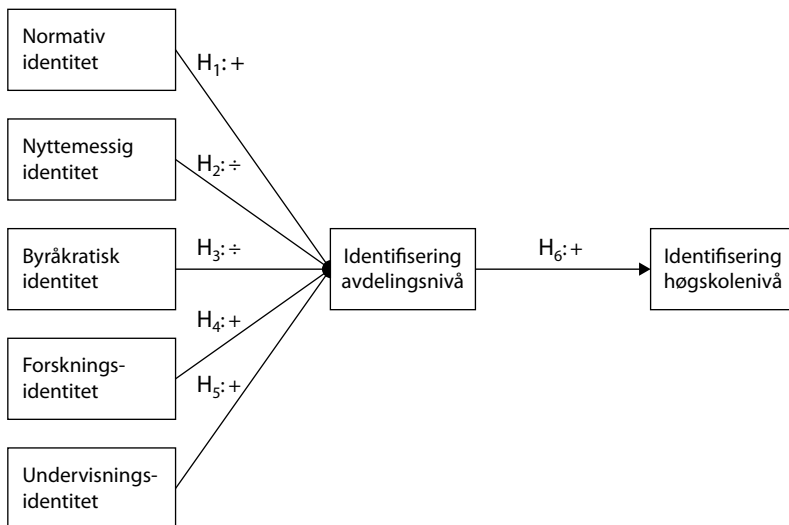 Normativ
identitet
H₁: +
Nyttemessig
identitet
H₂: ÷
Byråkratisk
identitet
H₃: ÷
Identifisering
avdelingsnivå
H₆: +
Identifisering
høgskolenivå
Forsknings-
identitet
H₄: +
H₅: +
Undervisnings-
identitet